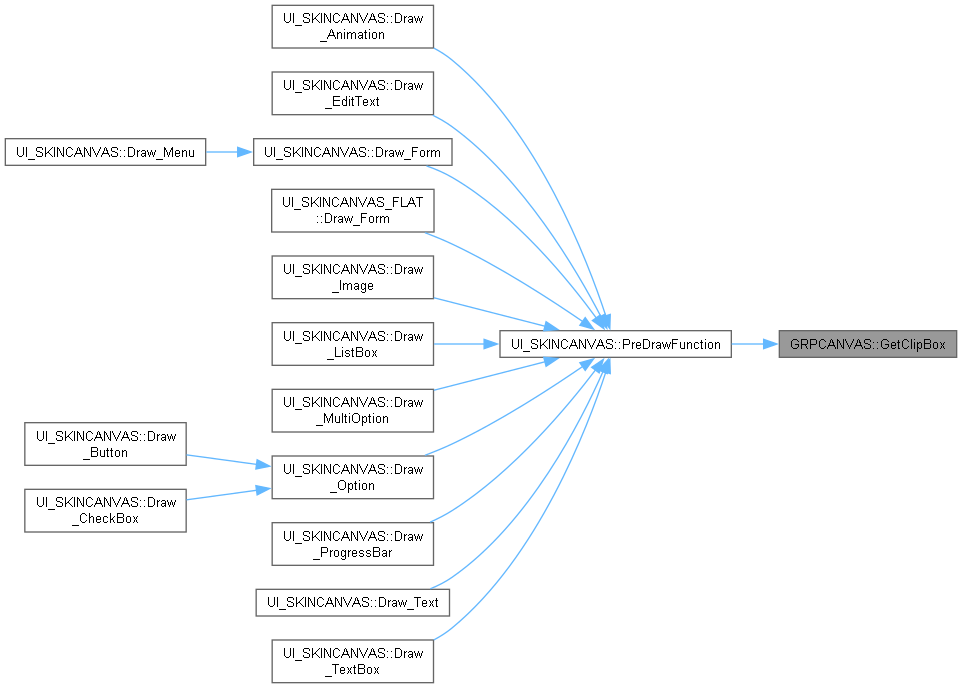 UI_SKINCANVAS::Draw
_Animation
UI_SKINCANVAS::Draw
_EditText
UI_SKINCANVAS::Draw_Menu
UI_SKINCANVAS::Draw_Form
UI_SKINCANVAS_FLAT
::Draw_Form
UI_SKINCANVAS::Draw
_Image
UI_SKINCANVAS::Draw
_ListBox
UI_SKINCANVAS::PreDrawFunction
GRPCANVAS::GetClipBox
UI_SKINCANVAS::Draw
_MultiOption
UI_SKINCANVAS::Draw
_Button
UI_SKINCANVAS::Draw
_Option
UI_SKINCANVAS::Draw
_CheckBox
UI_SKINCANVAS::Draw
_ProgressBar
UI_SKINCANVAS::Draw_Text
UI_SKINCANVAS::Draw
_TextBox